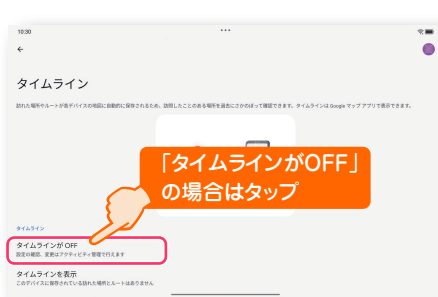 10:30
タイムライン
訪れた場所やルートが各デバイスの地図に自動的に保存されるため、訪問したことのある場所を過去にさかのぼって確認できます。タイムラインは Google マップ アプリで表示できます。
「タイムラインがOFF」
の場合はタップ
タイムライン
タイムラインが OFF
設定の確認、変更はアクティビティ管理で行えます
タイムラインを表示
このデバイスに保存されている訪れた場所とルートはありません